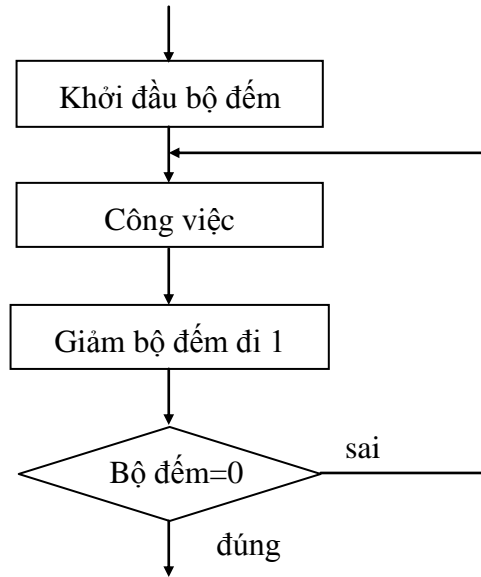 Khởi đầu bộ đếm
Công việc
Giảm bộ đếm đi 1
Bộ đếm=0
sai
đúng